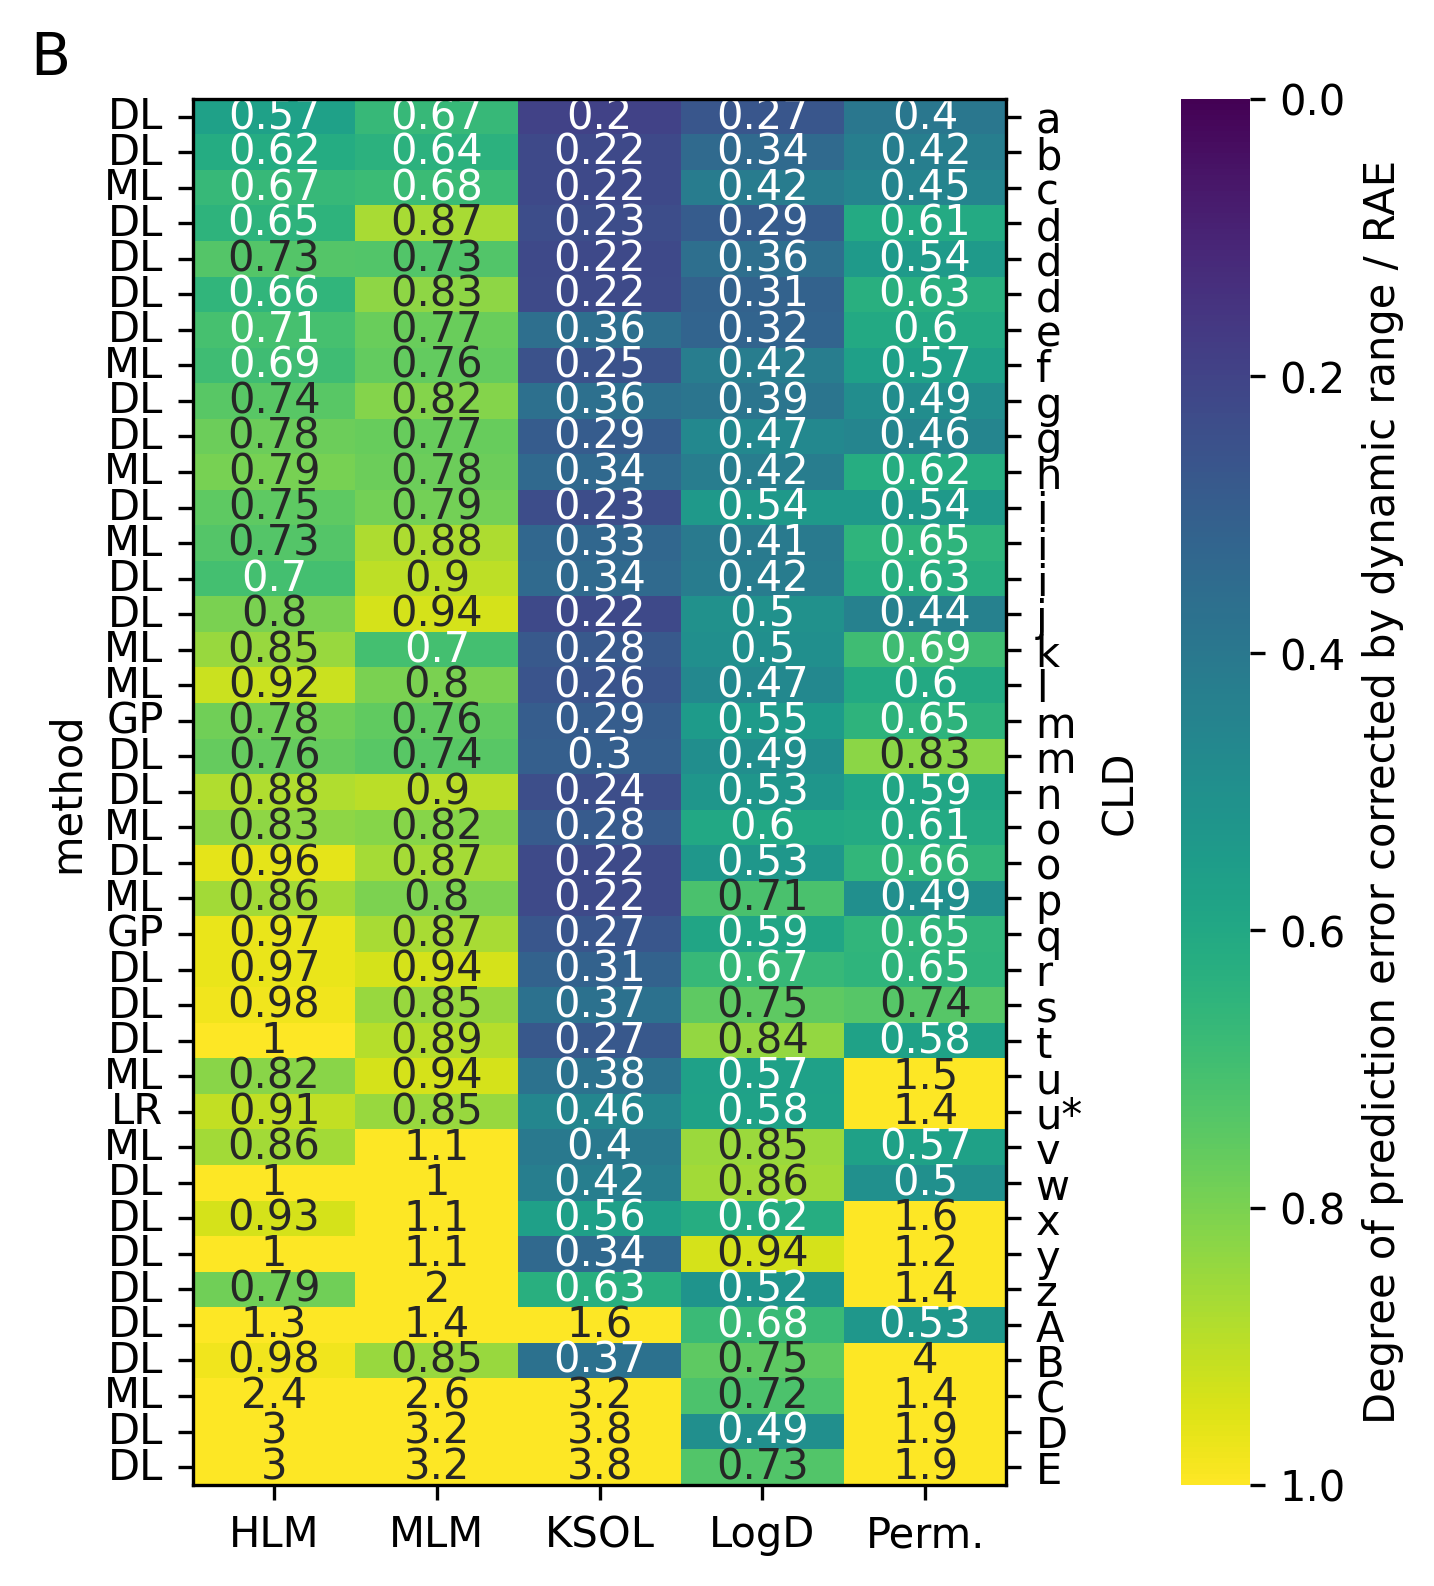 B
DL 0.57 0.67 0.2 0.27 0.4 a
DL 0.62 0.64 0.22 0.34 0.42 b
ML 0.67 0.68 0.22 0.42 0.45 c
DL 0.65 0.87 0.23 0.29 0.61 d
DL 0.73 0.73 0.22 0.36 0.54 d
DL 0.66 0.83 0.22 0.31 0.63 d
DL 0.71 0.77 0.36 0.32 0.6 e
ML 0.69 0.76 0.25 0.42 0.57 f
DL 0.74 0.82 0.36 0.39 0.49 g
DL 0.78 0.77 0.29 0.47 0.46 g
ML 0.79 0.78 0.34 0.42 0.62 h
DL 0.75 0.79 0.23 0.54 0.54 i
ML 0.73 0.88 0.33 0.41 0.65 i
DL 0.7 0.9 0.34 0.42 0.63 i
DL 0.8 0.94 0.22 0.5 0.44 j
ML 0.85 0.7 0.28 0.5 0.69 k
ML 0.92 0.8 0.26 0.47 0.6 l
GP 0.78 0.76 0.29 0.55 0.65 m
DL 0.76 0.74 0.3 0.49 0.83 m
DL 0.88 0.9 0.24 0.53 0.59 n
ML 0.83 0.82 0.28 0.6 0.61 o
DL 0.96 0.87 0.22 0.53 0.66 o
ML 0.86 0.8 0.22 0.71 0.49 p
GP 0.97 0.87 0.27 0.59 0.65 q
DL 0.97 0.94 0.31 0.67 0.65 r
DL 0.98 0.85 0.37 0.75 0.74 s
DL 1 0.89 0.27 0.84 0.58 t
ML 0.82 0.94 0.38 0.57 1.5 u
LR 0.91 0.85 0.46 0.58 1.4 u*
ML 0.86 1.1 0.4 0.85 0.57 v
DL 1 1 0.42 0.86 0.5 w
DL 0.93 1.1 0.56 0.62 1.6 x
DL 1 1.1 0.34 0.94 1.2 y
DL 0.79 2 0.63 0.52 1.4 z
DL 1.3 1.4 1.6 0.68 0.53 A
DL 0.98 0.85 0.37 0.75 4 B
ML 2.4 2.6 3.2 0.72 1.4 C
DL 3 3.2 3.8 0.49 1.9 D
DL 3 3.2 3.8 0.73 1.9 E
HLM MLM KSOL LogD Perm.
method
CLD
0.0
0.2
0.4
0.6
0.8
1.0
Degree of prediction error corrected by dynamic range / RAE